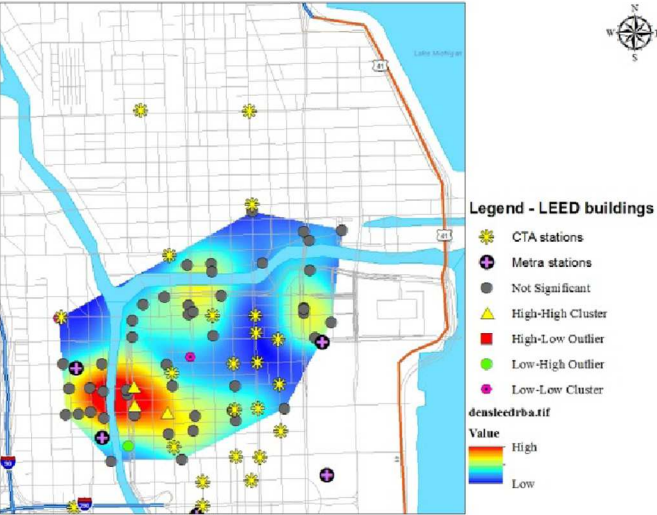 Lake Michigan
41
41
90
N
W
S
Legend - LEED buildings
CTA stations
Metra stations
Not Significant
High-High Cluster
High-Low Outlier
Low-High Outlier
Low-Low Cluster
densleedrba.tif
Value
High
Low